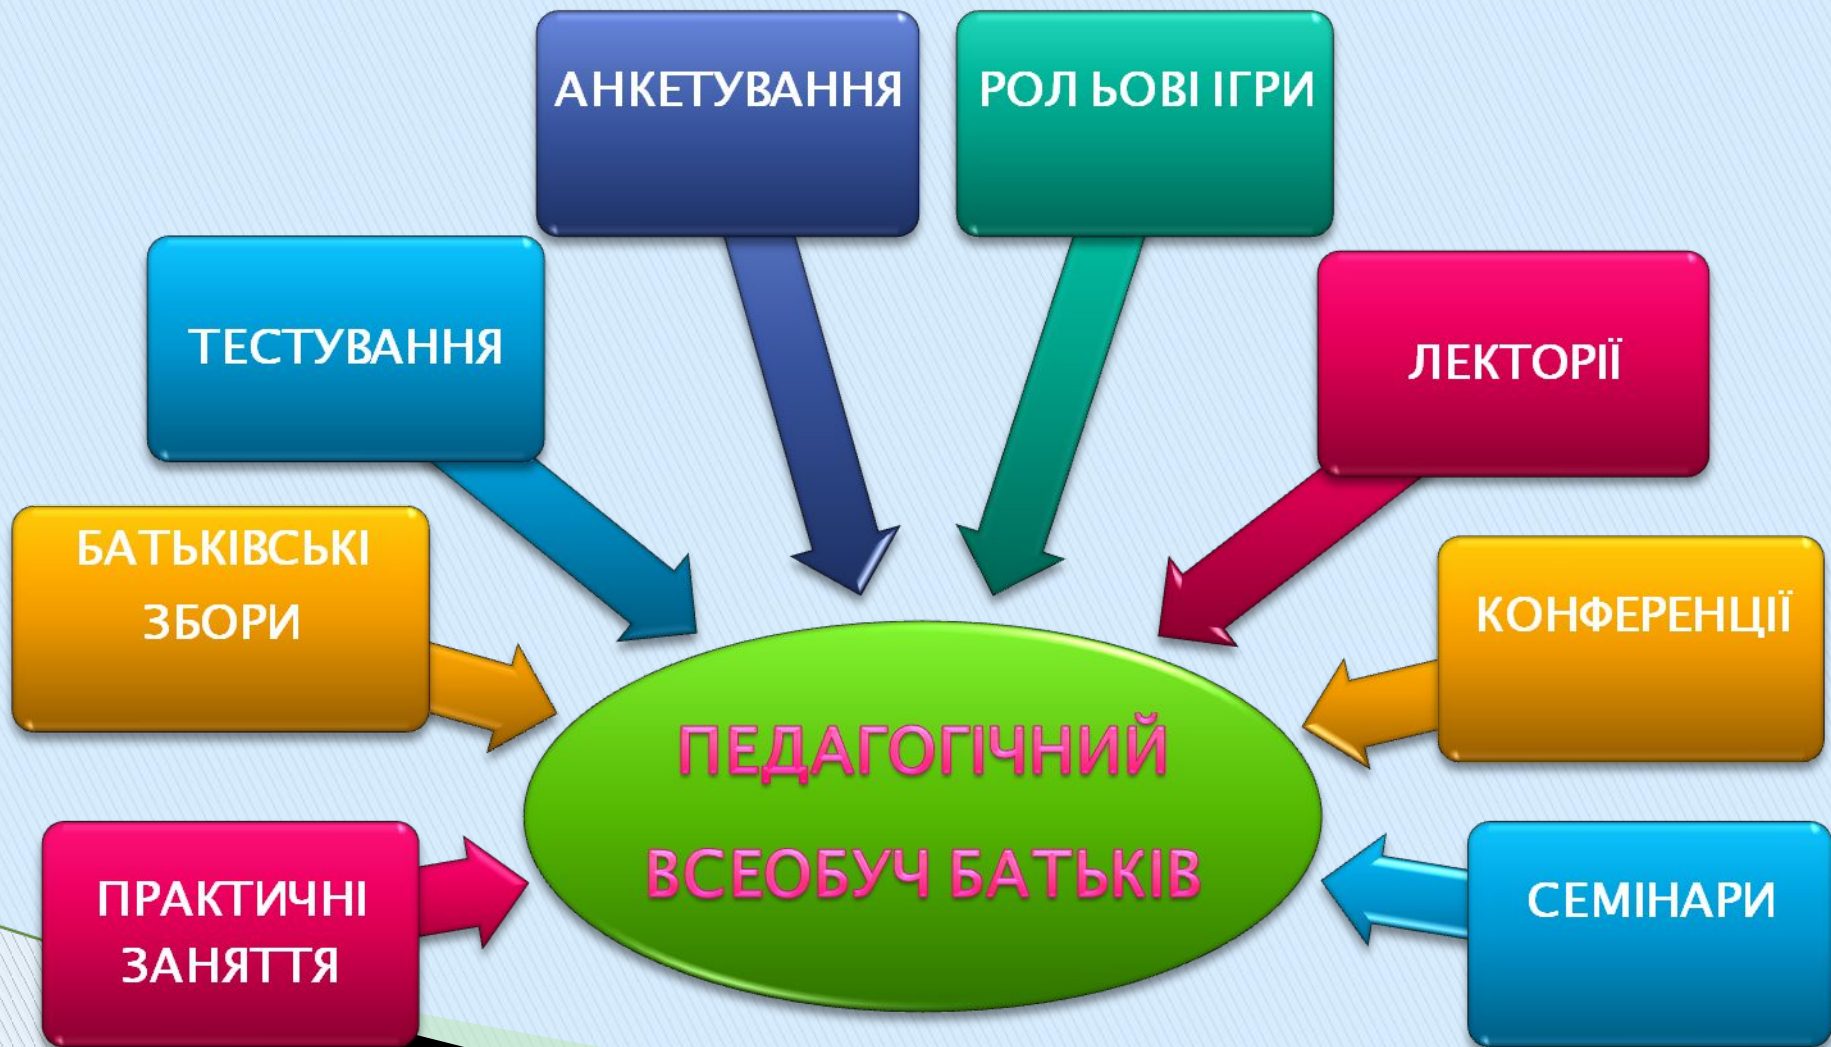 АНКЕТУВАННЯ
РОЛ ЬОВІ ІГРИ
ТЕСТУВАННЯ
ЛЕКТОРІЇ
БАТЬКІВСЬКІ
ЗБОРИ
КОНФЕРЕНЦІЇ
ПЕДАГОГІЧНИЙ
ВСЕОБУЧ БАТЬКІВ
ПРАКТИЧНІ
ЗАНЯТТЯ
СЕМІНАРИ